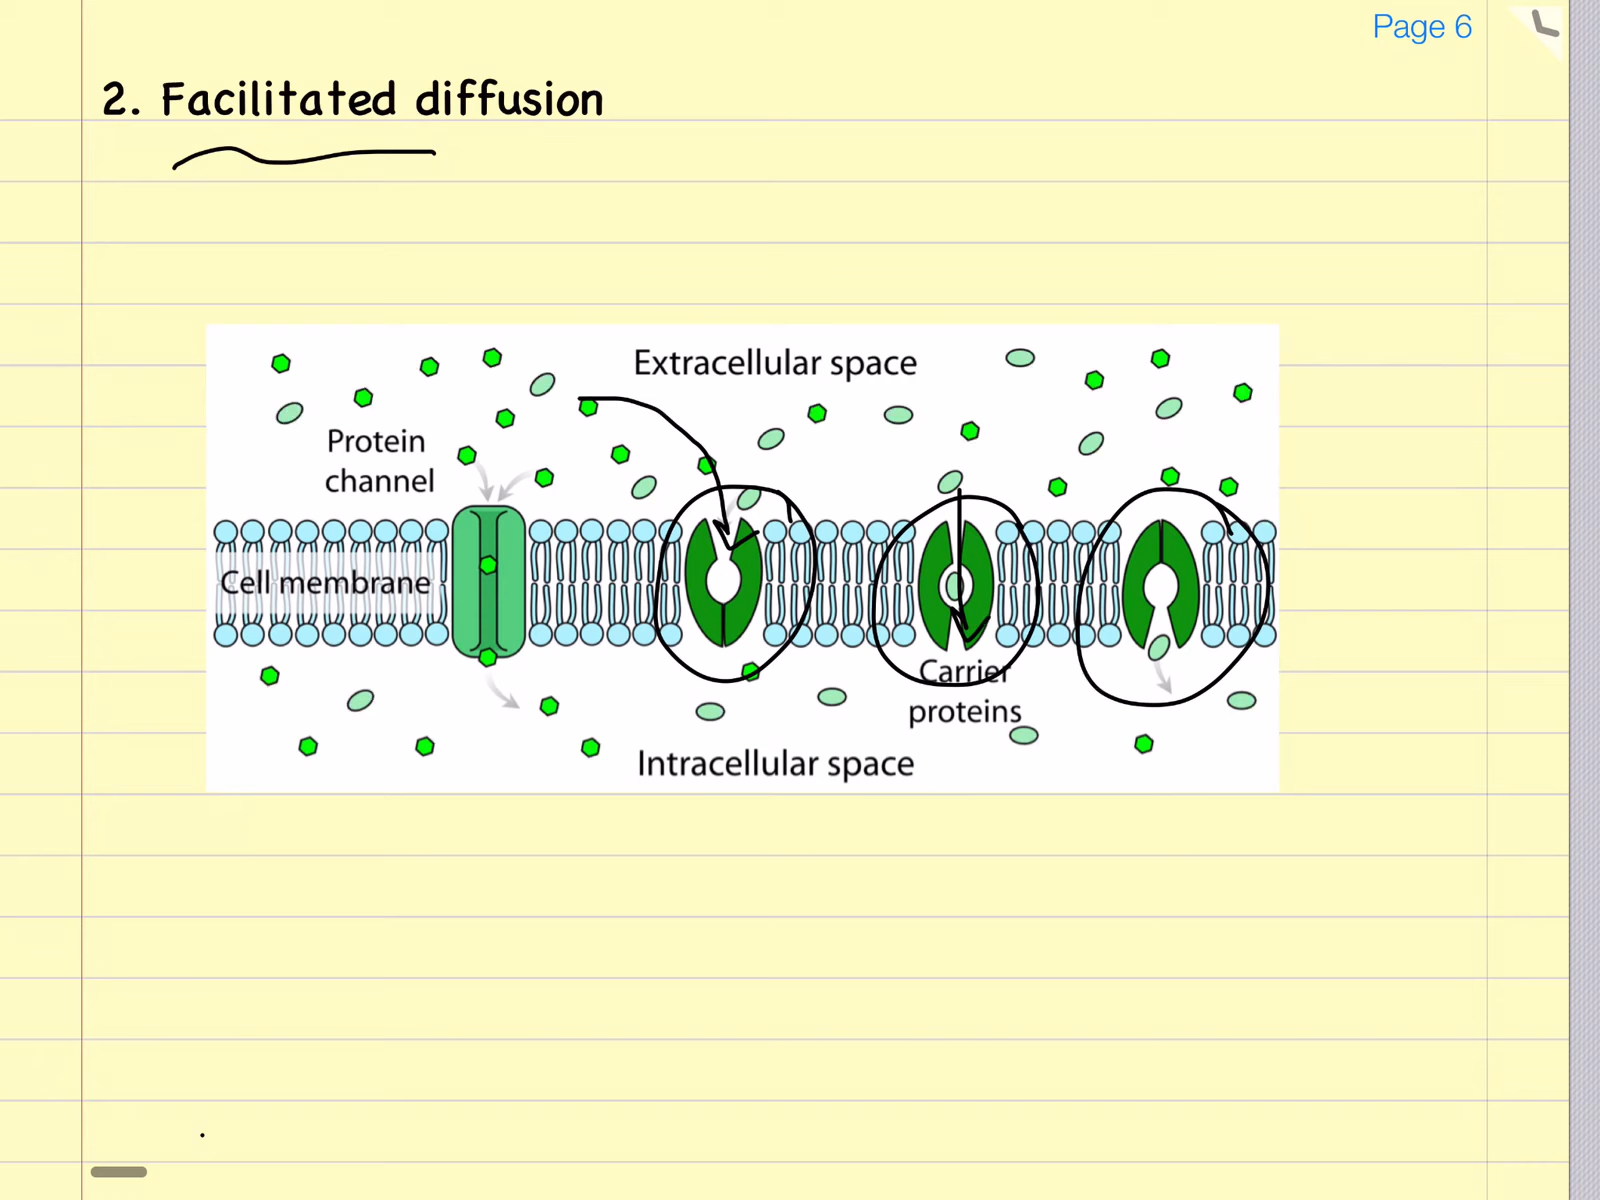 Page 6
2. Facilitated diffusion
Extracellular space
Protein
channel
Cell membrane
Carrier
proteins
Intracellular space